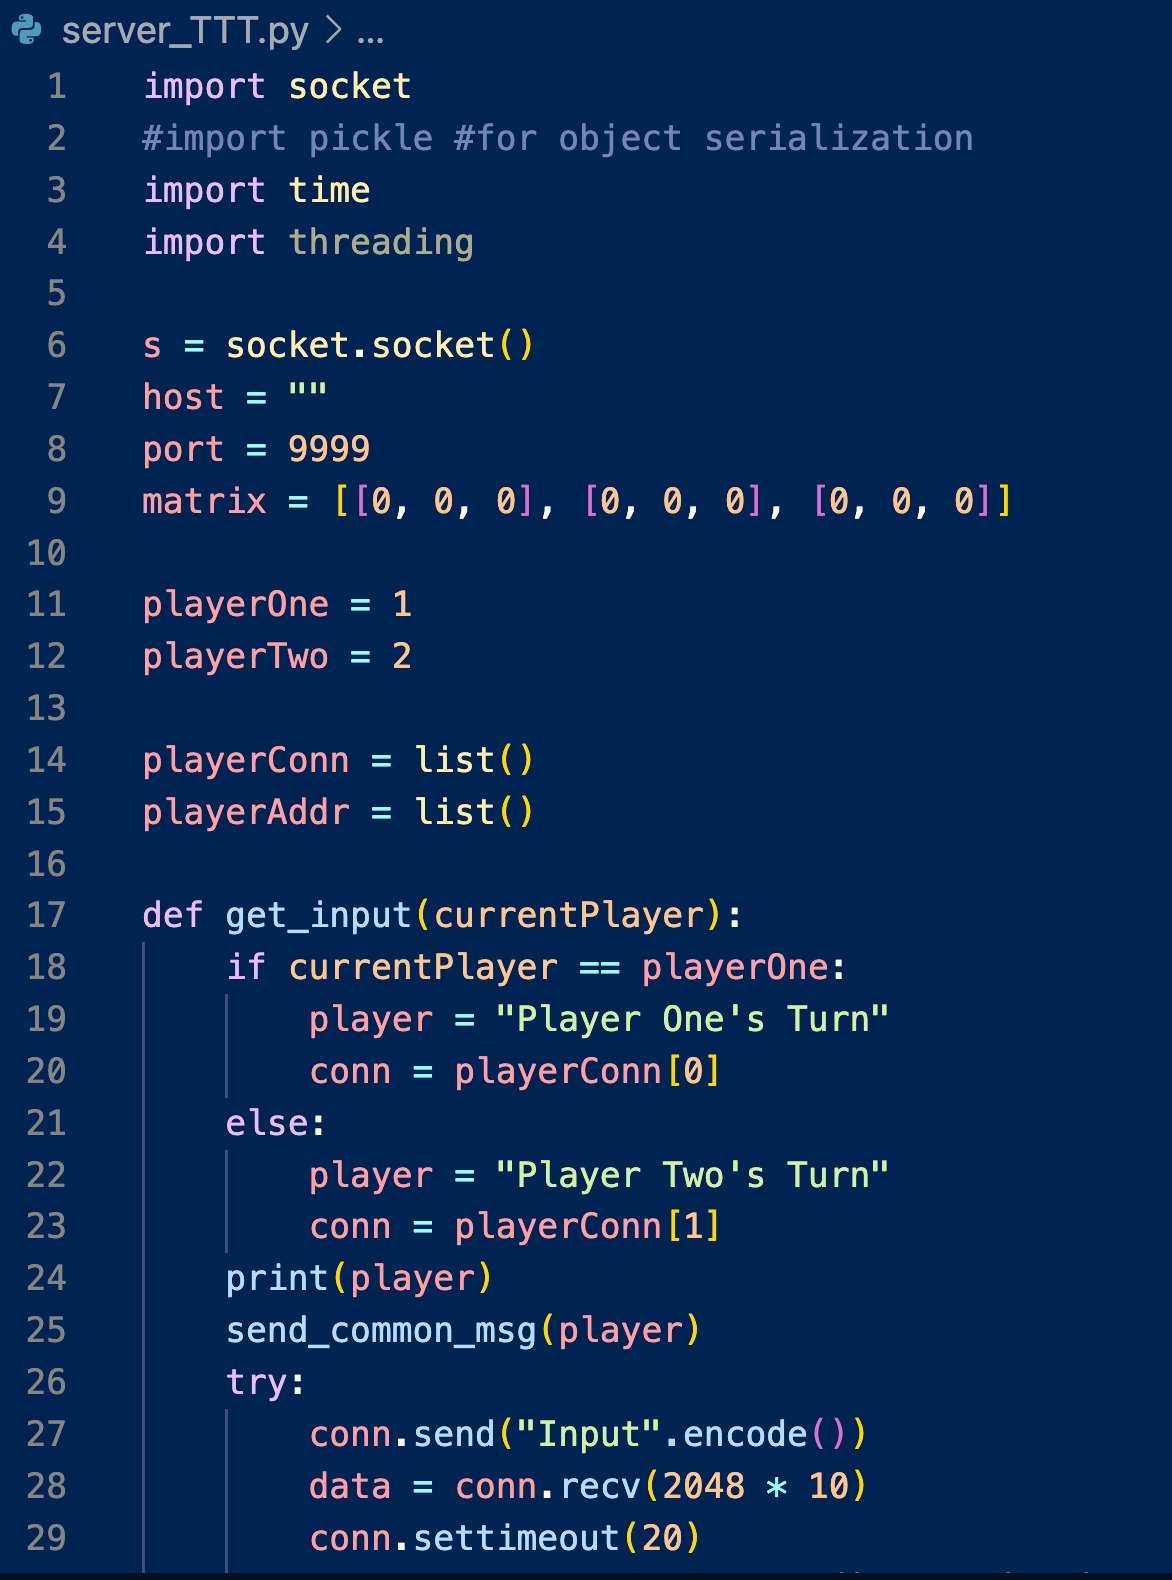 server_TTT.py > ...
1 import socket
2 #import pickle #for object serialization
3 import time
4 import threading
5
6 s = socket.socket()
7 host = ""
8 port = 9999
9 matrix = [[0, 0, 0], [0, 0, 0], [0, 0, 0]]
10
11 playerOne = 1
12 playerTwo = 2
13
14 playerConn = list()
15 playerAddr = list()
16
17 def get_input(currentPlayer):
18     if currentPlayer == playerOne:
19         player = "Player One's Turn"
20         conn = playerConn[0]
21     else:
22         player = "Player Two's Turn"
23         conn = playerConn[1]
24     print(player)
25     send_common_msg(player)
26     try:
27         conn.send("Input".encode())
28         data = conn.recv(2048 * 10)
29         conn.settimeout(20)